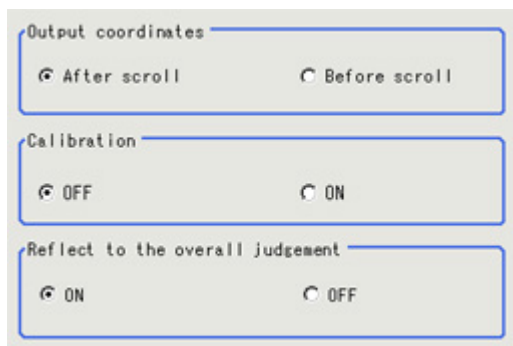 Output coordinates
After scroll Before scroll
Calibration
OFF ON
Reflect to the overall judgement
ON OFF